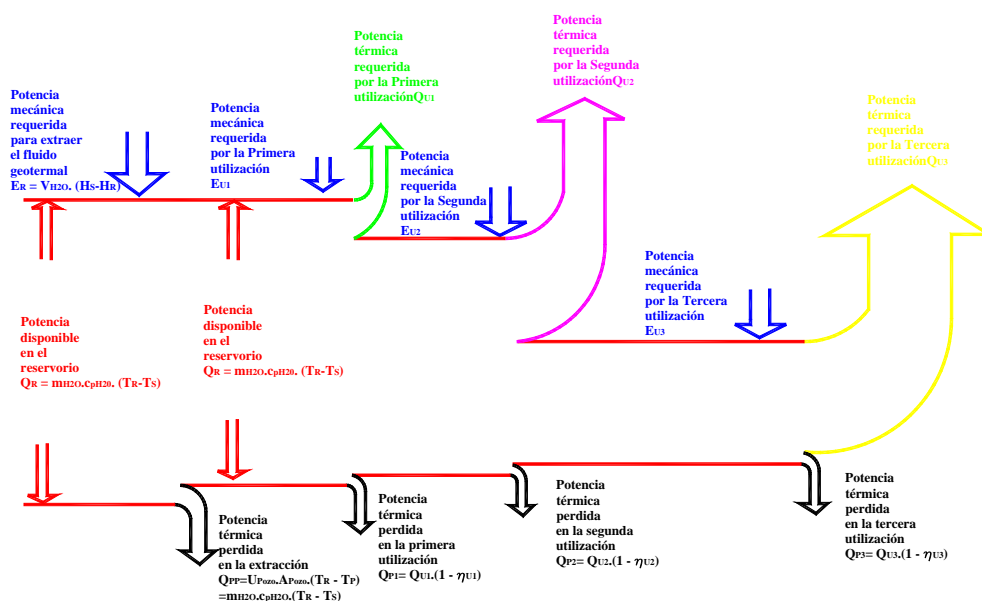 Potencia
térmica
requerida
por la Primera
utilizaciónQU1
Potencia
térmica
requerida
por la Segunda
utilizaciónQU2
Potencia
mecánica
requerida
para extraer
el fluido
geotermal
ER = VH2O. (HS-HR)
Potencia
mecánica
requerida
por la Primera
utilización
EU1
Potencia
mecánica
requerida
por la Segunda
utilización
EU2
Potencia
térmica
requerida
por la Tercera
utilizaciónQU3
Potencia
mecánica
requerida
por la Tercera
utilización
EU3
Potencia
disponible
en el
reservorio
QR = mH2O.cpH20. (TR-TS)
Potencia
disponible
en el
reservorio
QR = mH2O.cpH20. (TR-TS)
Potencia
térmica
perdida
en la extracción
QPP=UPozo.APozo.(TR - TP)
=mH2O.cpH2O.(TR - TS)
Potencia
térmica
perdida
en la primera
utilización
QP1= QU1.(1 - ηU1)
Potencia
térmica
perdida
en la segunda
utilización
QP2= QU2.(1 - ηU2)
Potencia
térmica
perdida
en la tercera
utilización
QP3= QU3.(1 - ηU3)